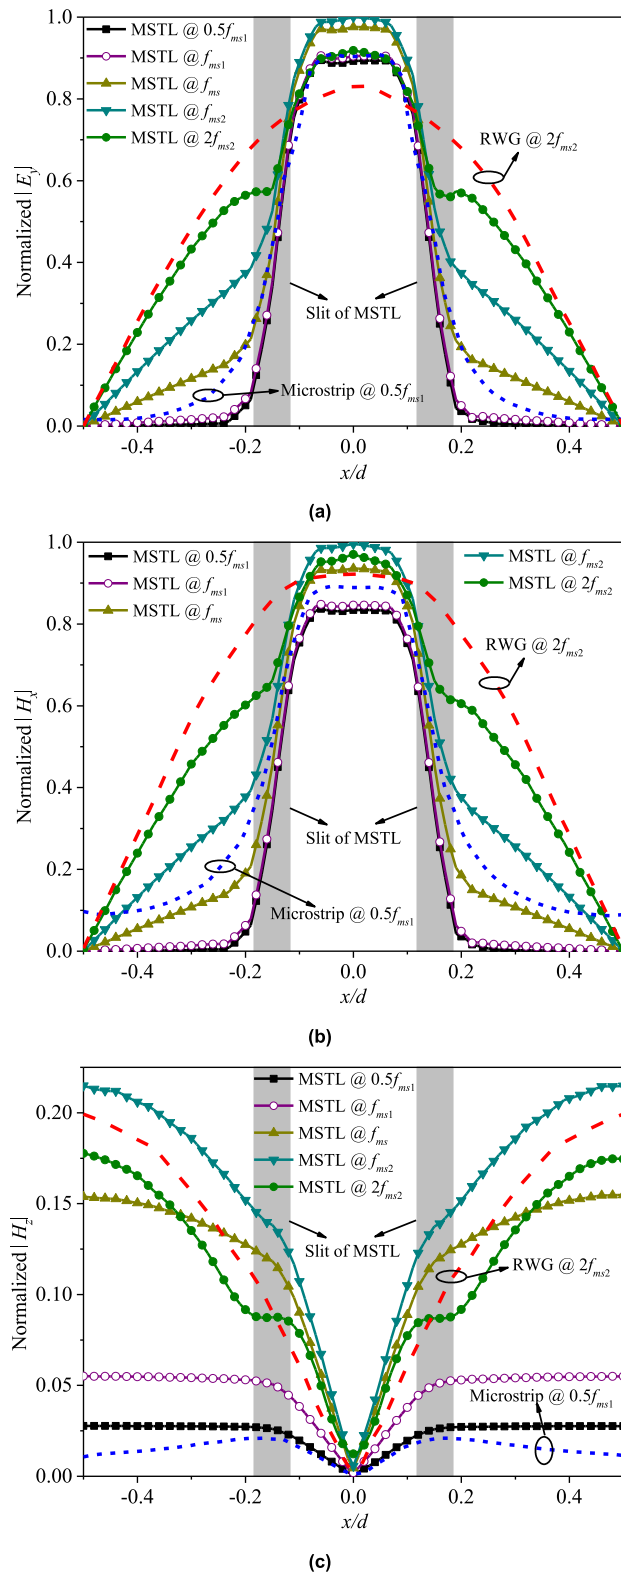 1.0
0.8
0.6
0.4
0.2
0.0
Normalized | E_y|
MSTL @ 0.5f_ms1
MSTL @ f_ms1
MSTL @ f_ms
MSTL @ f_ms2
MSTL @ 2f_ms2
RWG @ 2f_ms2
Slit of MSTL
Microstrip @ 0.5f_ms1
-0.4 -0.2 0.0 0.2 0.4
x/d
(a)
1.0
0.8
0.6
0.4
0.2
0.0
Normalized | H_x|
MSTL @ 0.5f_ms1
MSTL @ f_ms1
MSTL @ f_ms
MSTL @ f_ms2
MSTL @ 2f_ms2
RWG @ 2f_ms2
Slit of MSTL
Microstrip @ 0.5f_ms1
-0.4 -0.2 0.0 0.2 0.4
x/d
(b)
0.20
0.15
0.10
0.05
0.00
Normalized | H_z|
MSTL @ 0.5f_ms1
MSTL @ f_ms1
MSTL @ f_ms
MSTL @ f_ms2
MSTL @ 2f_ms2
Slit of MSTL
RWG @ 2f_ms2
Microstrip @ 0.5f_ms1
-0.4 -0.2 0.0 0.2 0.4
x/d
(c)